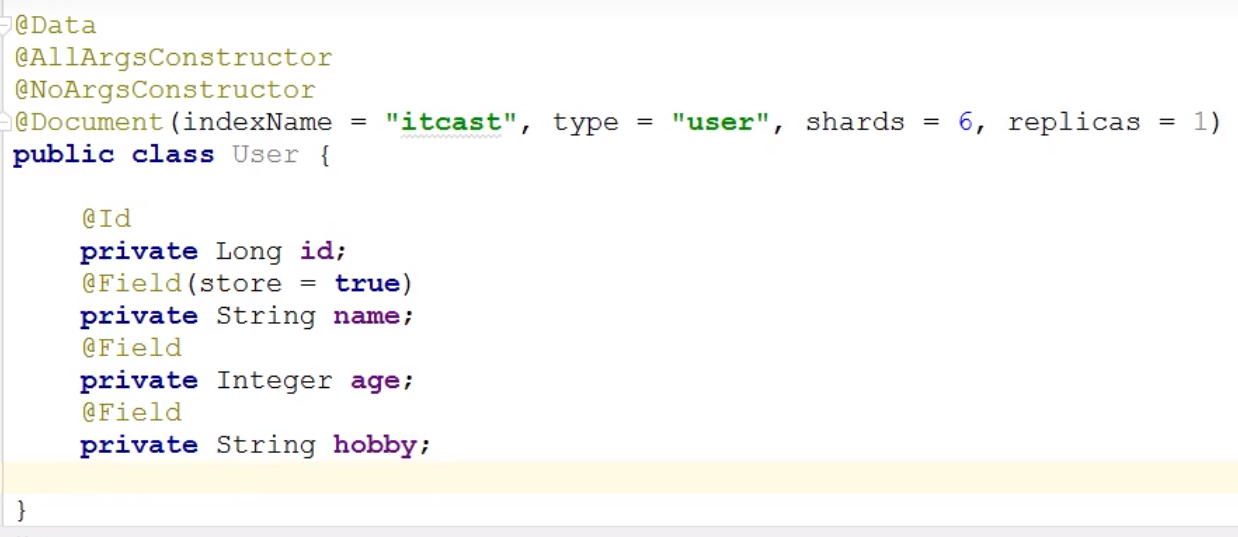 @Data
@AllArgsConstructor
@NoArgsConstructor
@Document(indexName = "itcast", type = "user", shards = 6, replicas = 1)
public class User {
@Id
private Long id;
@Field(store = true)
private String name;
@Field
private Integer age;
@Field
private String hobby;
}